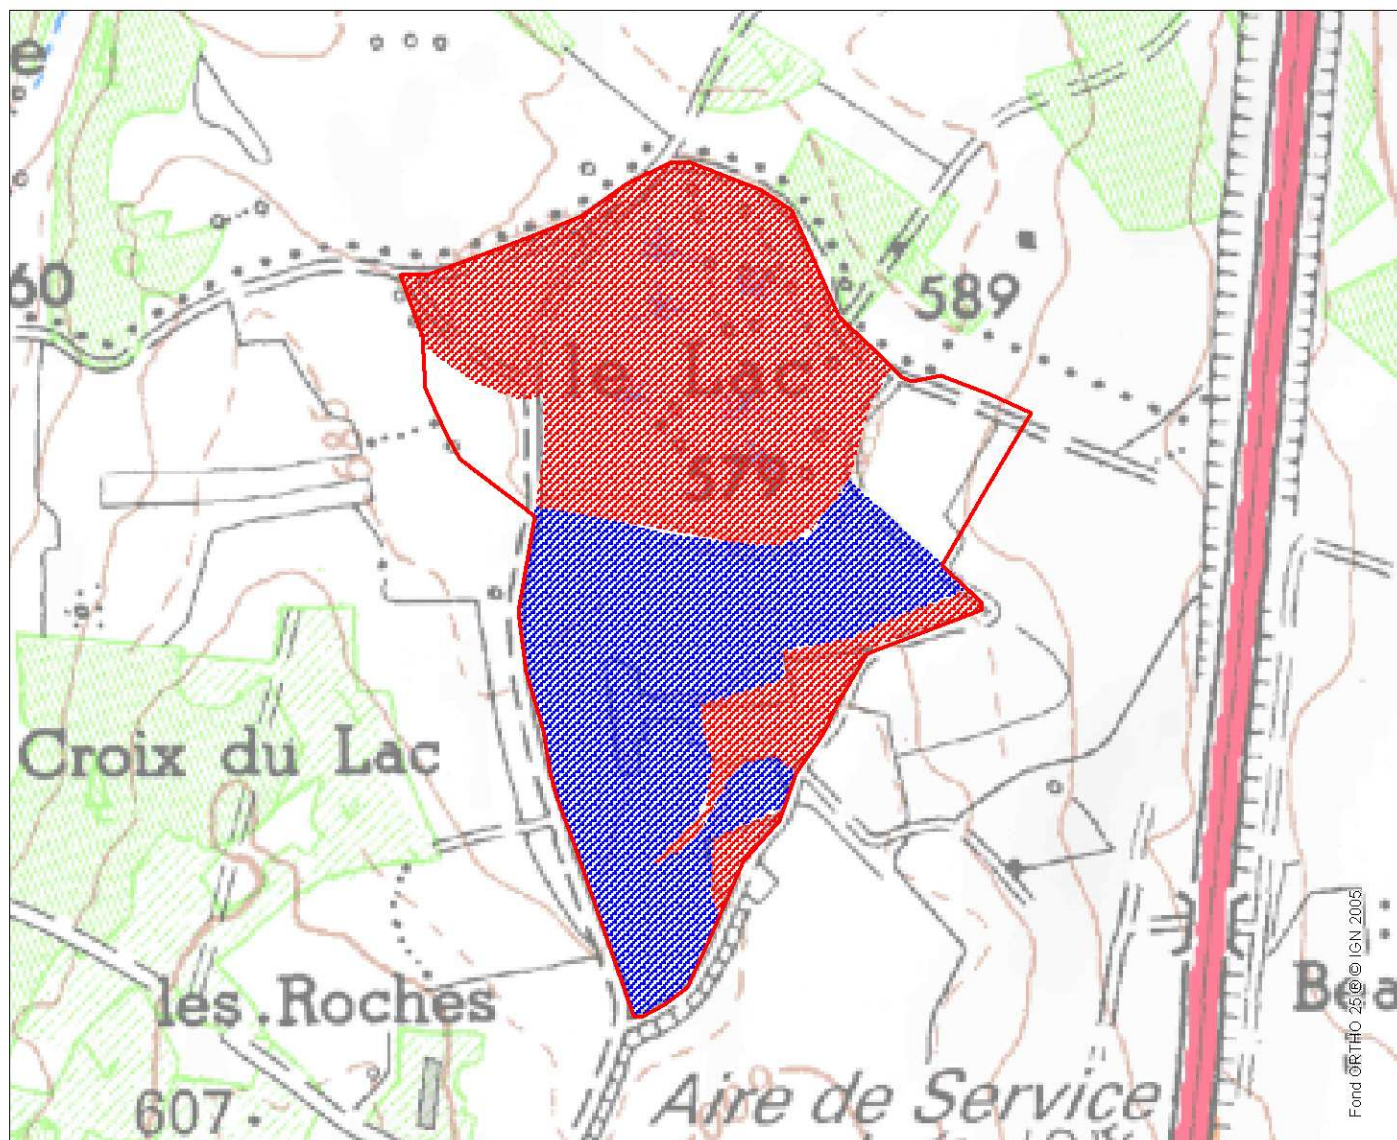 e
589
60
le Lac
579
Croix du Lac
les Roches
Bea
607
Aire de Service
Fond ORTHO 25 ® © IGN 2005